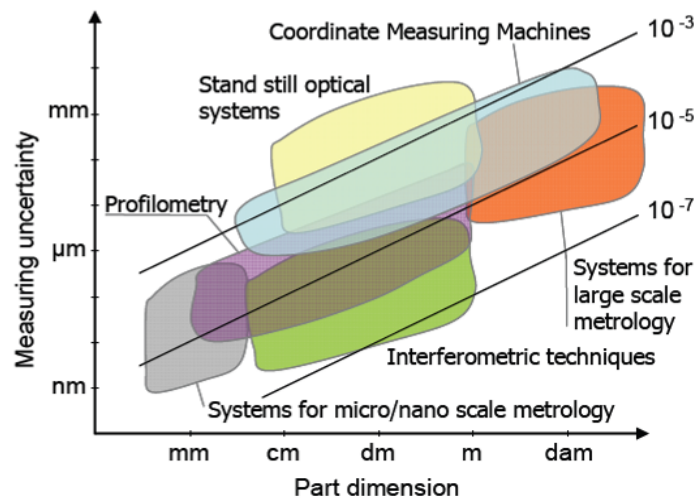 Coordinate Measuring Machines
10⁻³
Stand still optical
systems
mm
10⁻⁵
Profilometry
10⁻⁷
μm
Measuring uncertainty
Systems for
large scale
metrology
Interferometric techniques
nm
Systems for micro/nano scale metrology
mm
cm
dm
m
dam
Part dimension